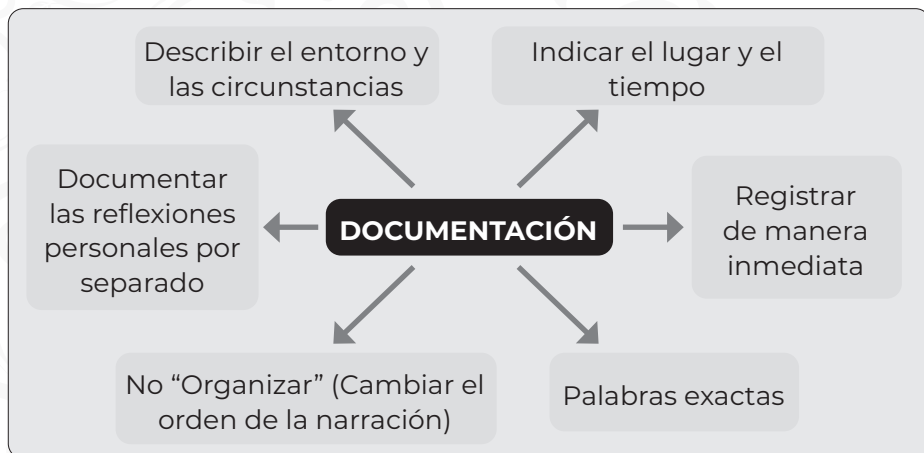 Describir el entorno y
las circunstancias
Indicar el lugar y el
tiempo
Documentar
las reflexiones
personales por
separado
DOCUMENTACIÓN
Registrar
de manera
inmediata
No “Organizar” (Cambiar el
orden de la narración)
Palabras exactas